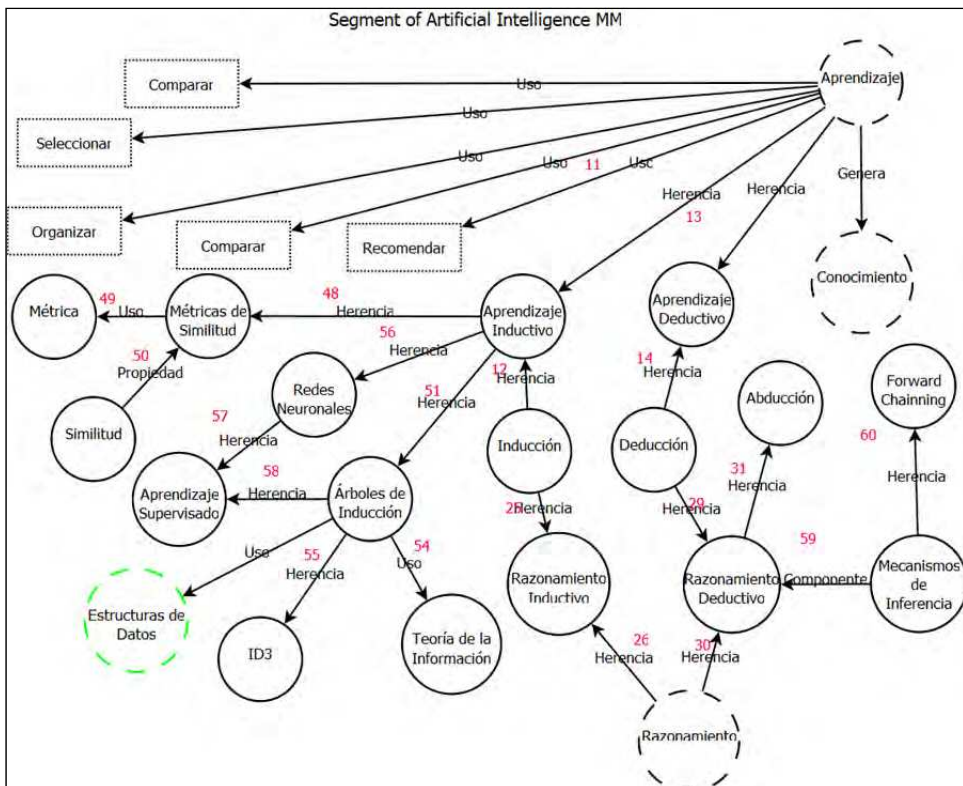 Segment of Artificial Intelligence MM
Aprendizaje
Comparar
Uso
Seleccionar
Uso
Organizar
Uso
Comparar
Uso
11
Usc
Recomendar
Herencia
13
Herencia
Genera
Conocimiento
Métrica
49
Uso
Métricas de
Similitud
48
Herencia
Aprendizaje
Inductivo
Aprendizaje
Deductivo
50
Propiedad
Similitud
56
Herencia
Redes
Neuronales
51
Herencia
12
Herencia
14
Herencia
Abducción
Forward
Chainning
57
Herencia
Inducción
Deducción
60
Herencia
Aprendizaje
Supervisado
58
Herencia
Árboles de
Inducción
Herencia
29
Herencia
31
Herencia
59
Componente
Uso
55
Herencia
54
Uso
Razonamiento
Inductivo
Razonamiento
Deductivo
Mecanismos
de
Inferencia
Estructuras de
Datos
ID3
Teoría de la
Información
26
Herencia
30
Herencia
Razonamiento